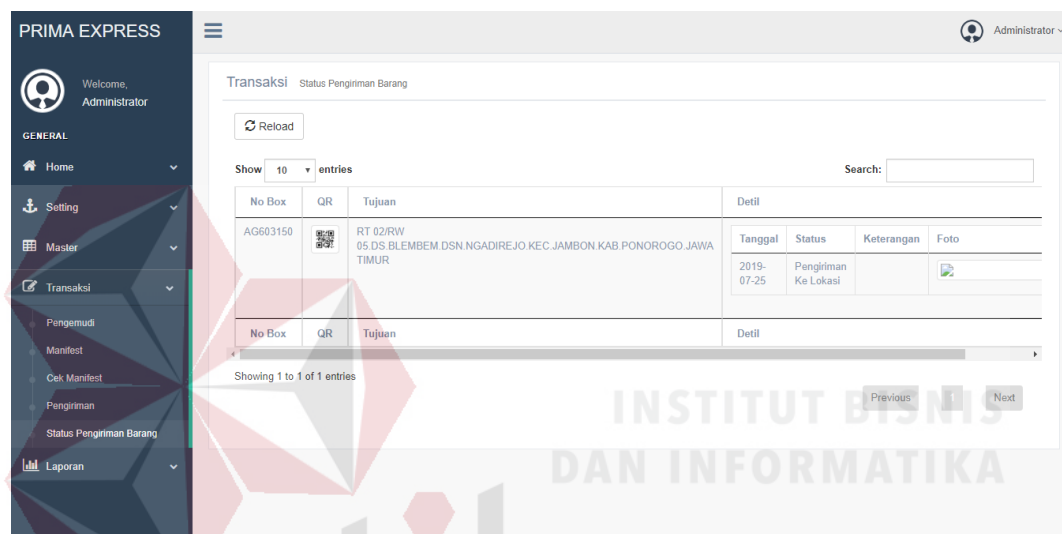 PRIMA EXPRESS
Administrator
Welcome,
Administrator
GENERAL
Home
Setting
Master
Transaksi
Pengemudi
Manifest
Cek Manifest
Pengiriman
Status Pengiriman Barang
Laporan
Transaksi Status Pengiriman Barang
Reload
Show 10 entries
Search:
No Box QR Tujuan Detil
AG603150
RT 02/RW
05.DS.BLEMBEM.DSN.NGADIREJO.KEC.JAMBON.KAB.PONOROGO.JAWA
TIMUR
Tanggal Status Keterangan Foto
2019-
07-25
Pengiriman
Ke Lokasi
No Box QR Tujuan Detil
Showing 1 to 1 of 1 entries
Previous 1 Next
INSTITUT BISNIS
DAN INFORMATIKA